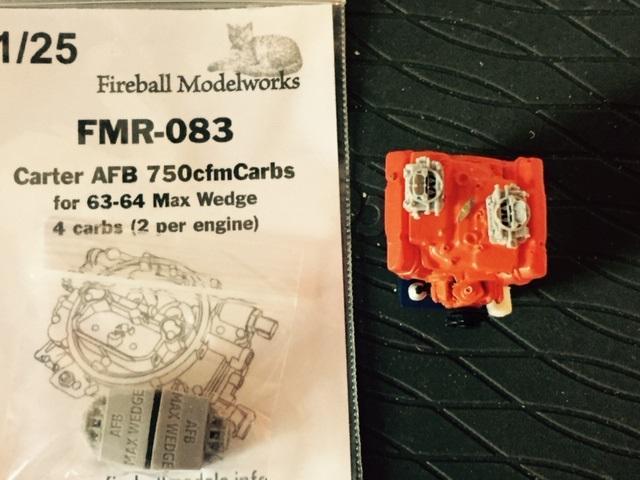 1/25
Fireball Modelworks
FMR-083
Carter AFB 750cfmCarbs
for 63-64 Max Wedge
4 carbs (2 per engine)
AFB
MAX WEDGE
MAX WEDGE
AFB